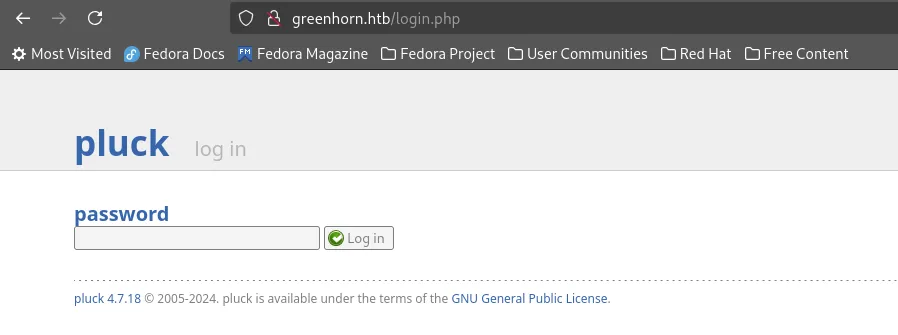 greenhorn.htb/login.php
Most Visited Fedora Docs Fedora Magazine Fedora Project User Communities Red Hat Free Content
pluck log in
password
Log in
pluck 4.7.18 © 2005-2024. pluck is available under the terms of the GNU General Public License.